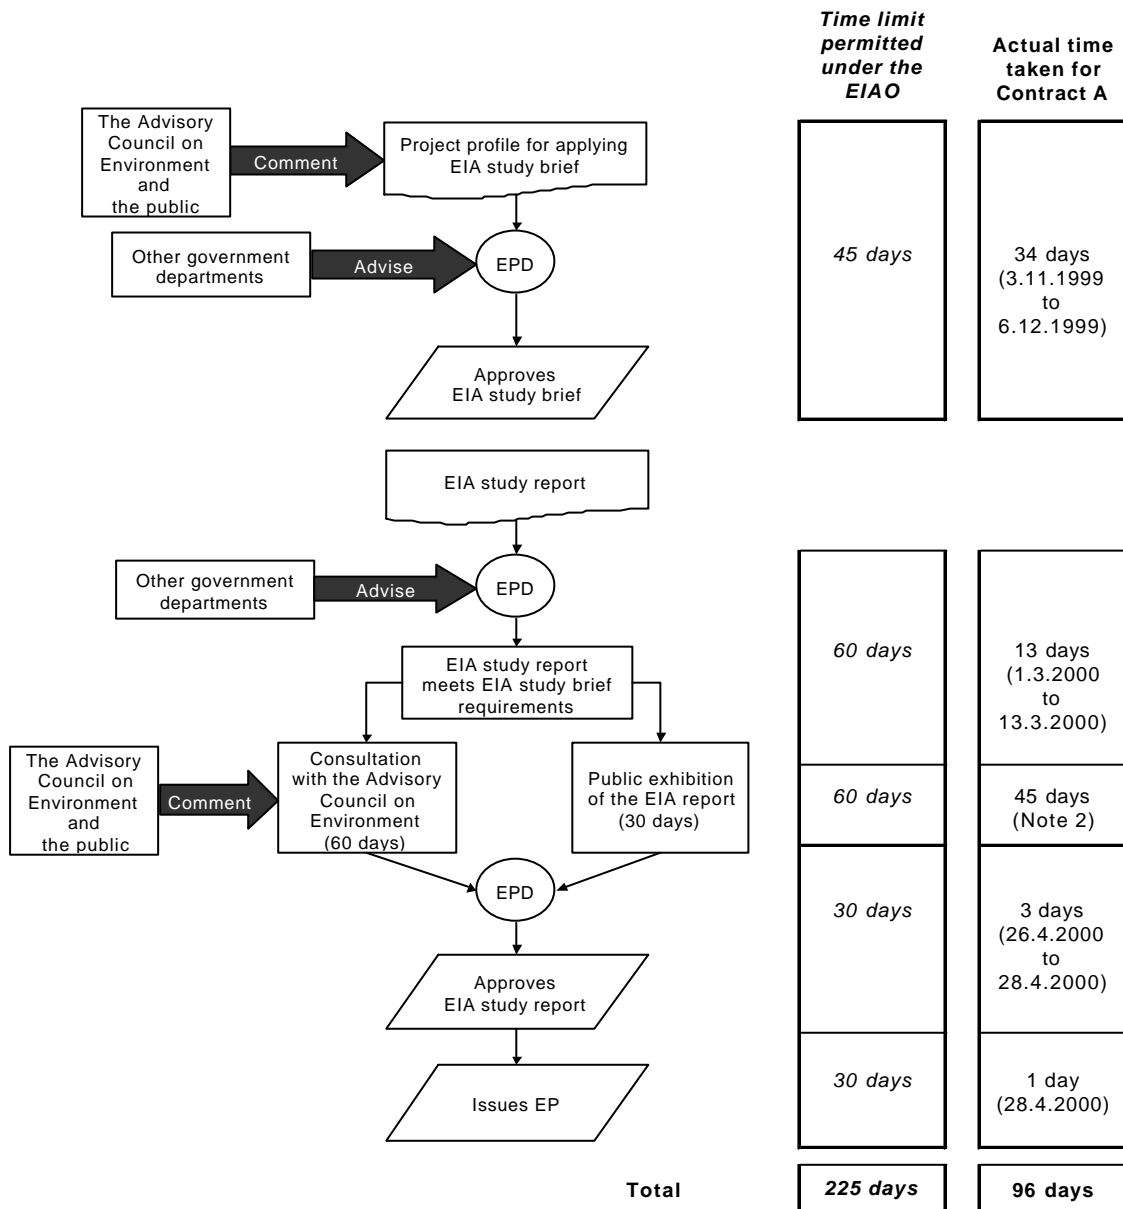 Time limit
permitted
under the
EIAO
Actual time
taken for
Contract A
The Advisory
Council on
Environment
and
the public
Comment
Project profile for applying
EIA study brief
Other government
departments
Advise
EPD
45 days
34 days
(3.11.1999
to
6.12.1999)
Approves
EIA study brief
EIA study report
Other government
departments
Advise
EPD
EIA study report
meets EIA study brief
requirements
60 days
13 days
(1.3.2000
to
13.3.2000)
The Advisory
Council on
Environment
and
the public
Comment
Consultation
with the Advisory
Council on
Environment
(60 days)
Public exhibition
of the EIA report
(30 days)
60 days
45 days
(Note 2)
EPD
30 days
3 days
(26.4.2000
to
28.4.2000)
Approves
EIA study report
Issues EP
30 days
1 day
(28.4.2000)
Total
225 days
96 days